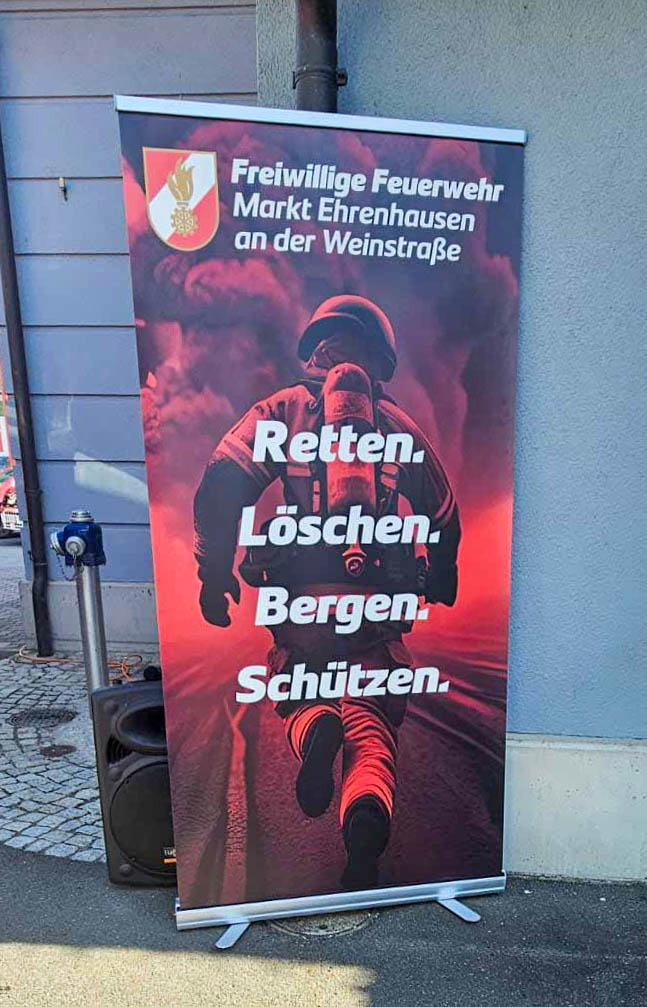 Freiwillige Feuerwehr
Markt Ehrenhausen
an der Weinstraße
Retten.
Löschen.
Bergen.
Schützen.